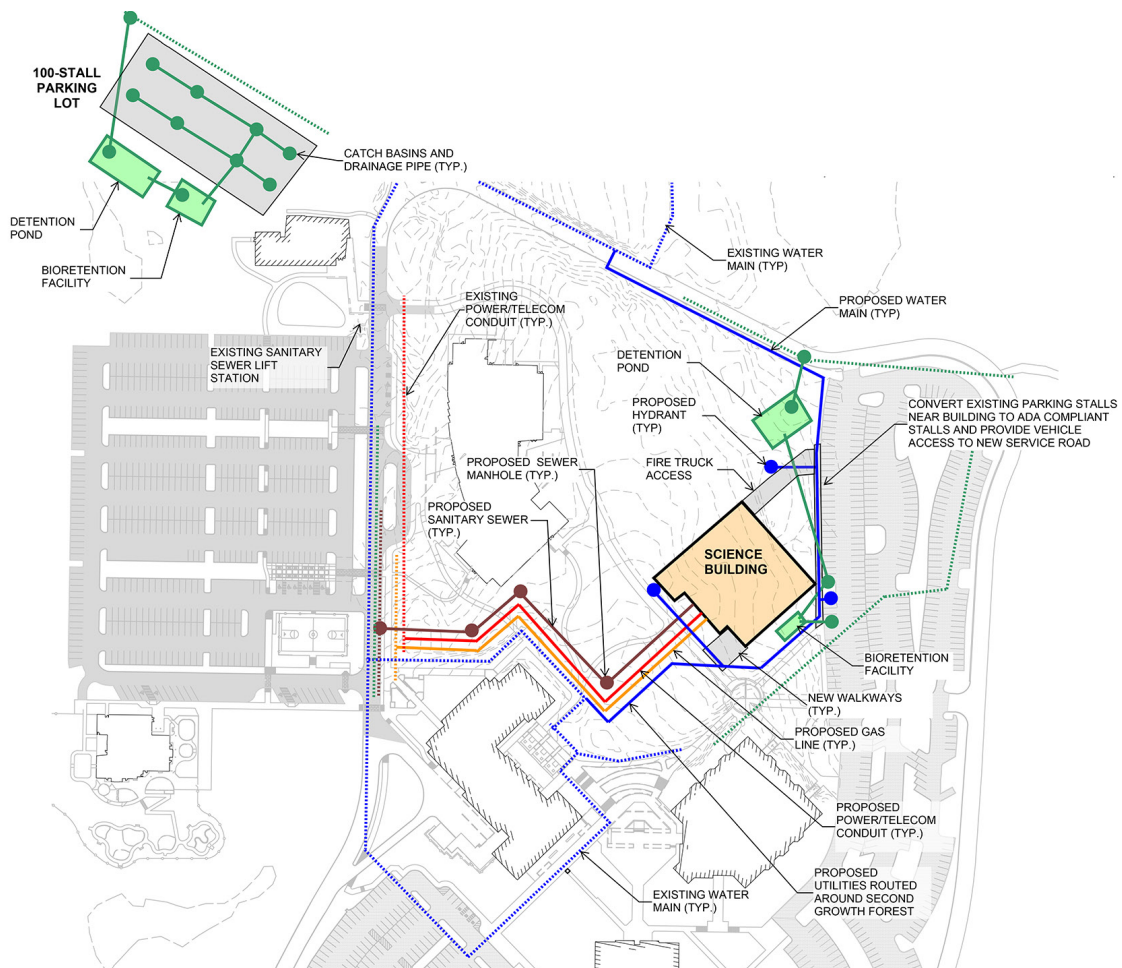 100-STALL
PARKING
LOT
CATCH BASINS AND
DRAINAGE PIPE (TYP.)
DETENTION
POND
BIORETENTION
FACILITY
EXISTING WATER
MAIN (TYP)
EXISTING
POWER/TELECOM
CONDUIT (TYP.)
PROPOSED WATER
MAIN (TYP)
EXISTING SANITARY
SEWER LIFT
STATION
DETENTION
POND
PROPOSED
HYDRANT
(TYP)
CONVERT EXISTING PARKING STALLS
NEAR BUILDING TO ADA COMPLIANT
STALLS AND PROVIDE VEHICLE
ACCESS TO NEW SERVICE ROAD
PROPOSED SEWER
MANHOLE (TYP.)
FIRE TRUCK
ACCESS
PROPOSED
SANITARY SEWER
(TYP.)
SCIENCE
BUILDING
BIORETENTION
FACILITY
NEW WALKWAYS
(TYP.)
PROPOSED GAS
LINE (TYP.)
PROPOSED
POWER/TELECOM
CONDUIT (TYP.)
PROPOSED
UTILITIES ROUTED
AROUND SECOND
GROWTH FOREST
EXISTING WATER
MAIN (TYP.)